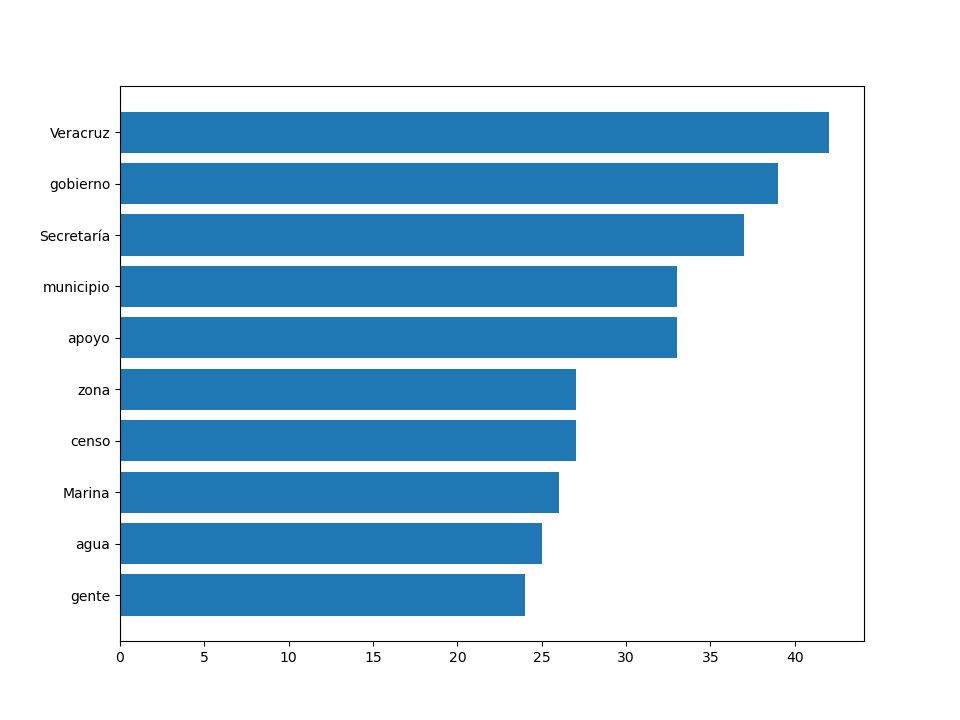 Veracruz
gobierno
Secretaría
municipio
apoyo
zona
censo
Marina
agua
gente
0 5 10 15 20 25 30 35 40